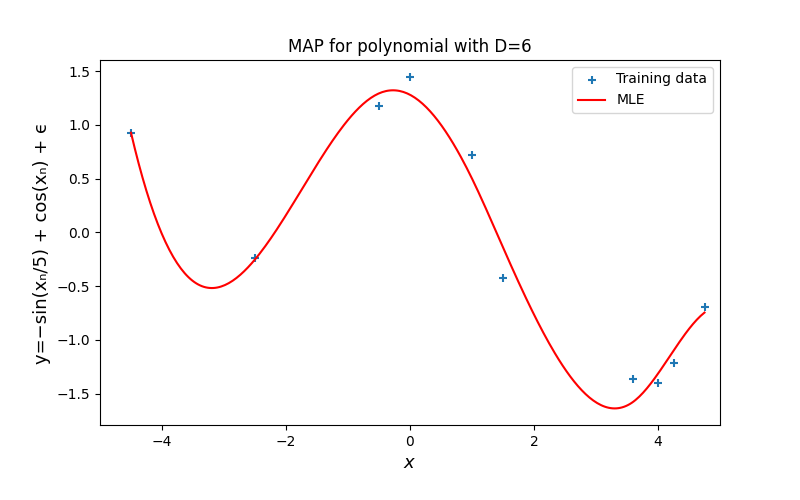 MAP for polynomial with D=6
Training data
MLE
y=−sin(xₙ/5) + cos(xₙ) + ϵ
1.5
1.0
0.5
0.0
−0.5
−1.0
−1.5
−4
−2
0
2
4
x